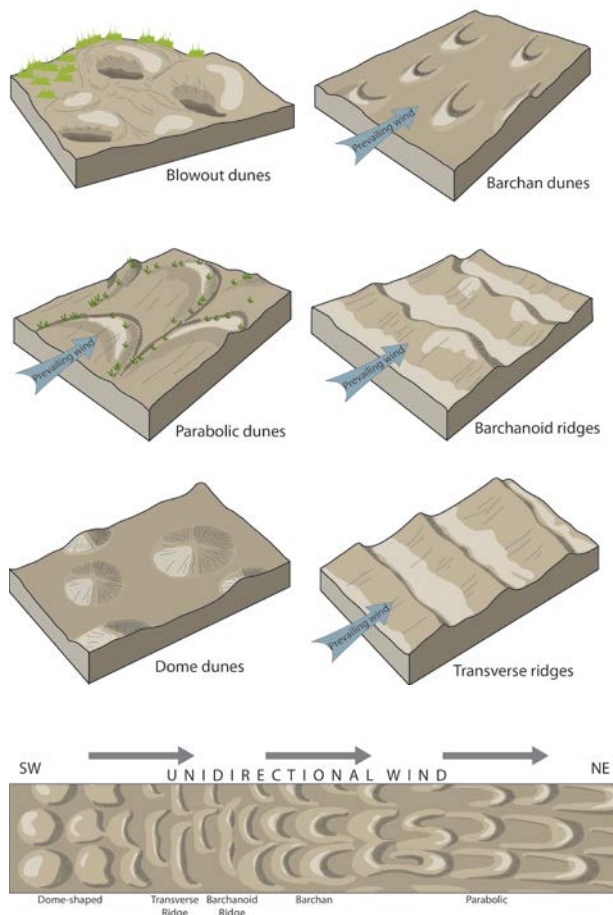 Prevailing wind
Blowout dunes
Barchan dunes
Prevailing wind
Prevailing wind
Parabolic dunes
Barchanoid ridges
Prevailing wind
Dome dunes
Transverse ridges
SW
NE
UNIDIRECTIONAL WIND
Dome-shaped
Transverse
Ridge
Barchanoid
Ridge
Barchan
Parabolic